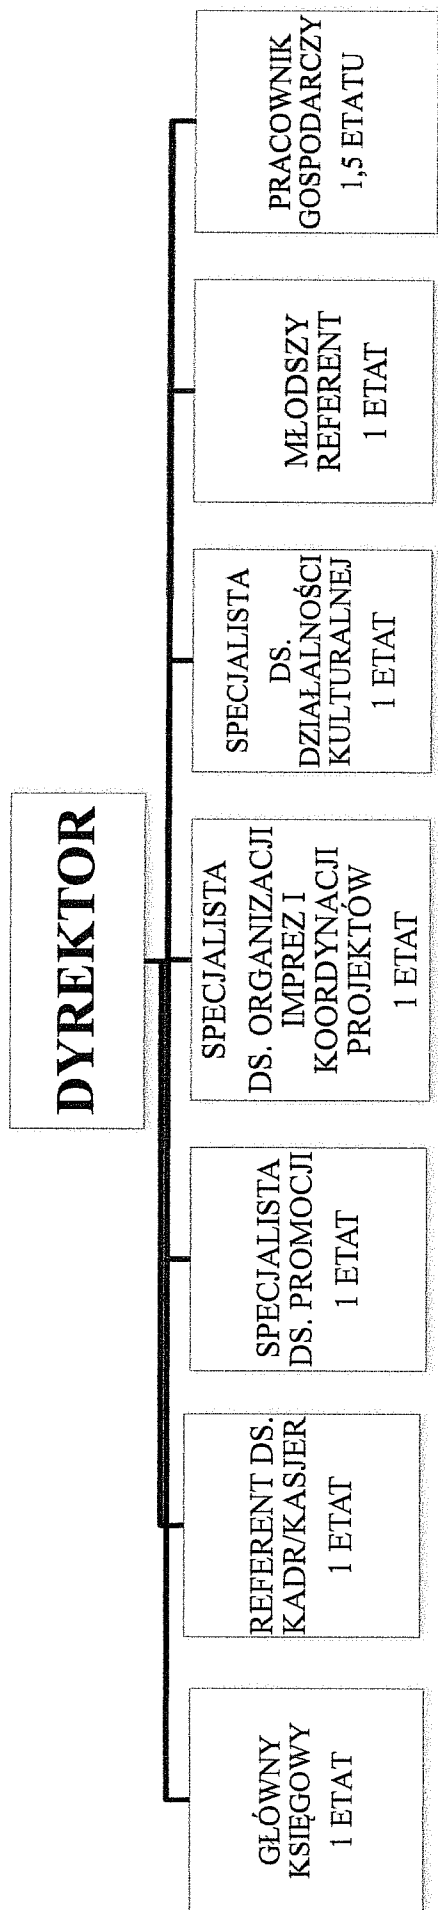 DYREKTOR
GŁÓWNY
KSIĘGOWY
1 ETAT
REFERENT DS.
KADR/KASJER
1 ETAT
SPECJALISTA
DS. PROMOCJI
1 ETAT
SPECJALISTA
DS. ORGANIZACJI
IMPREZ I
KOORDYNACJI
PROJEKTÓW
1 ETAT
SPECJALISTA
DS.
DZIAŁALNOŚCI
KULTURALNEJ
1 ETAT
MŁODSZY
REFERENT
1 ETAT
PRACOWNIK
GOSPODARCZY
1,5 ETATU